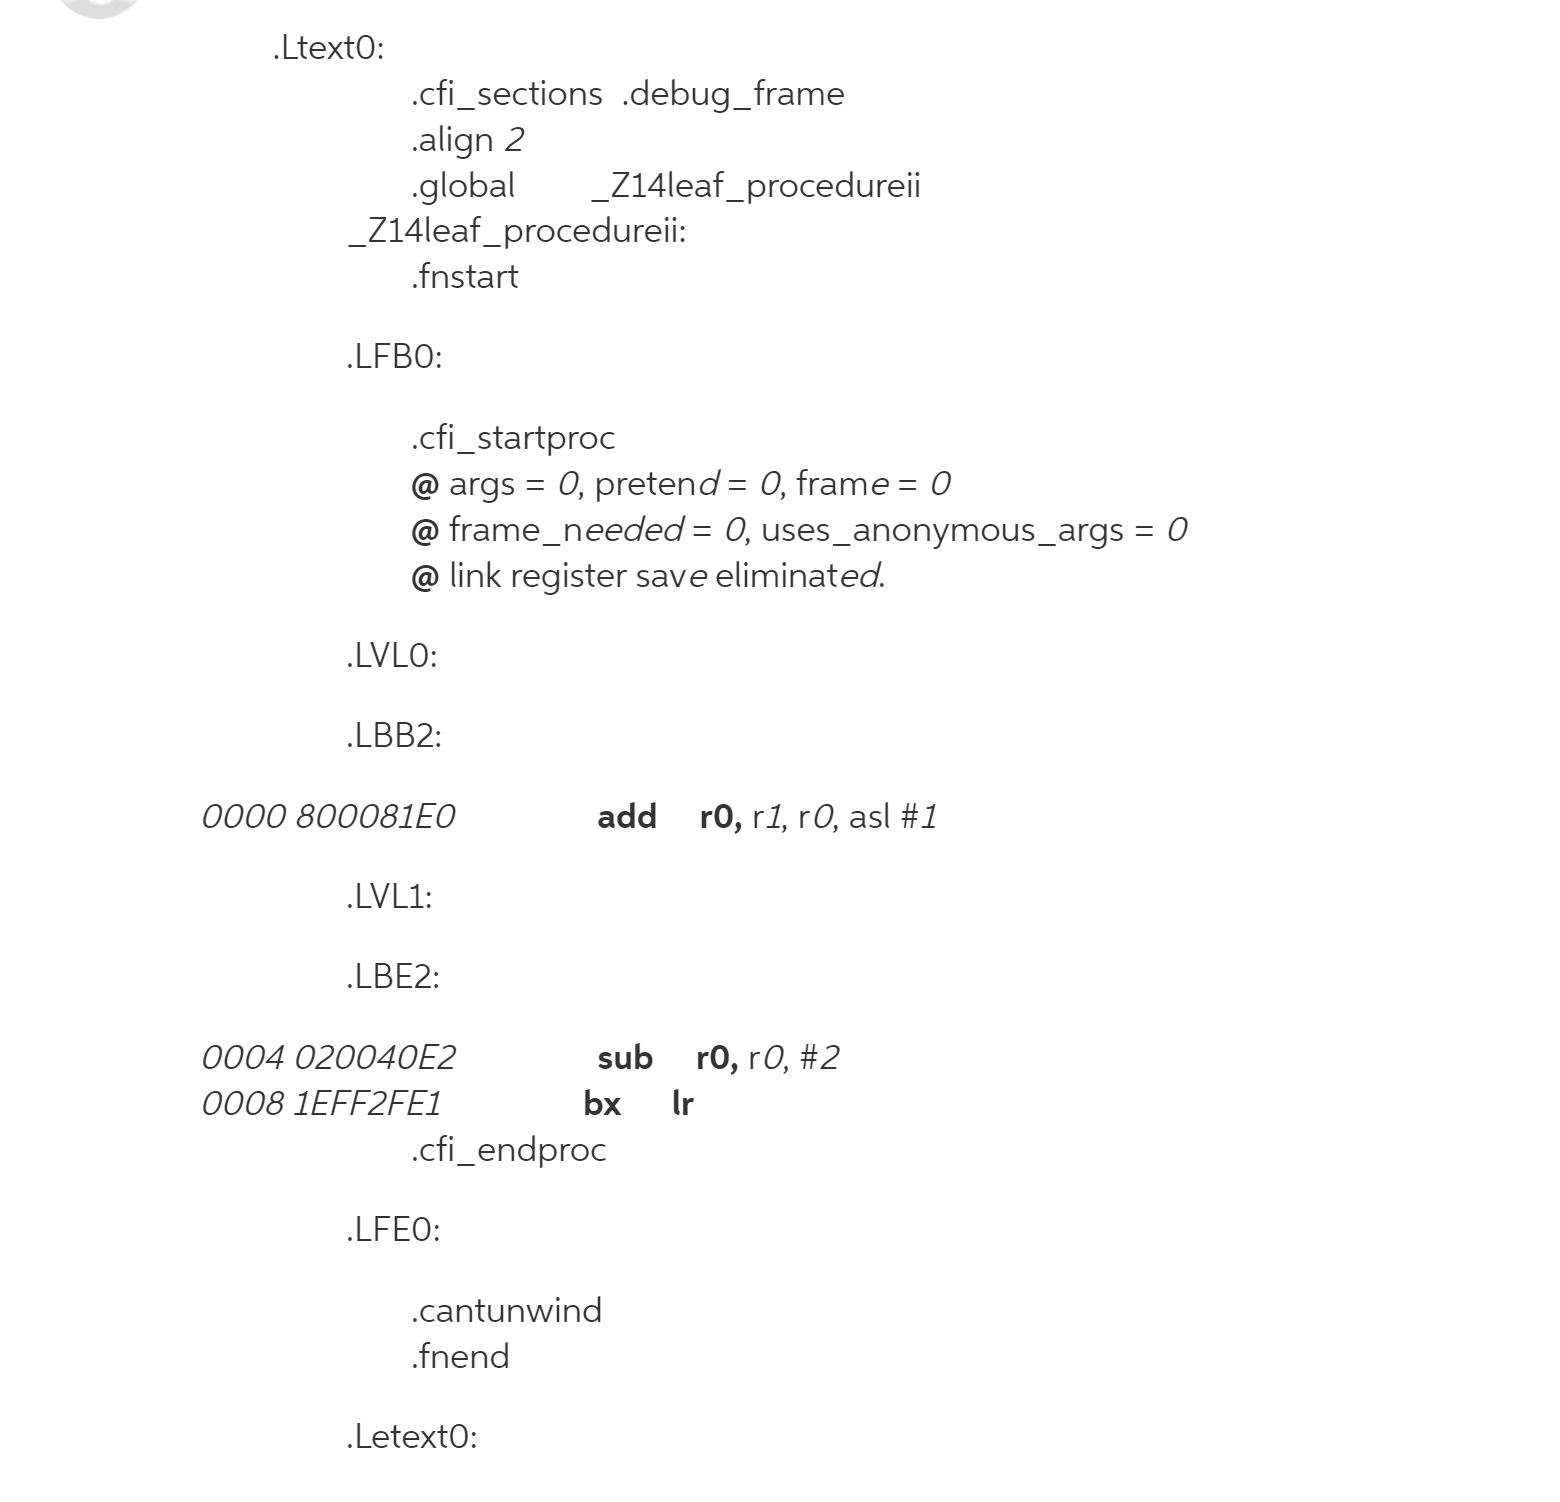 .Ltext0:
.cfi_sections .debug_frame
.align 2
.global _Z14leaf_procedureii
_Z14leaf_procedureii:
.fnstart
.LFB0:
.cfi_startproc
@ args = 0, pretend = 0, frame = 0
@ frame_needed = 0, uses_anonymous_args = 0
@ link register save eliminated.
.LVL0:
.LBB2:
0000 800081E0 add r0, r1, r0, asl #1
.LVL1:
.LBE2:
0004 020040E2 sub r0, r0, #2
0008 1EFF2FE1 bx lr
.cfi_endproc
.LFE0:
.cantunwind
.fnend
.Letext0: